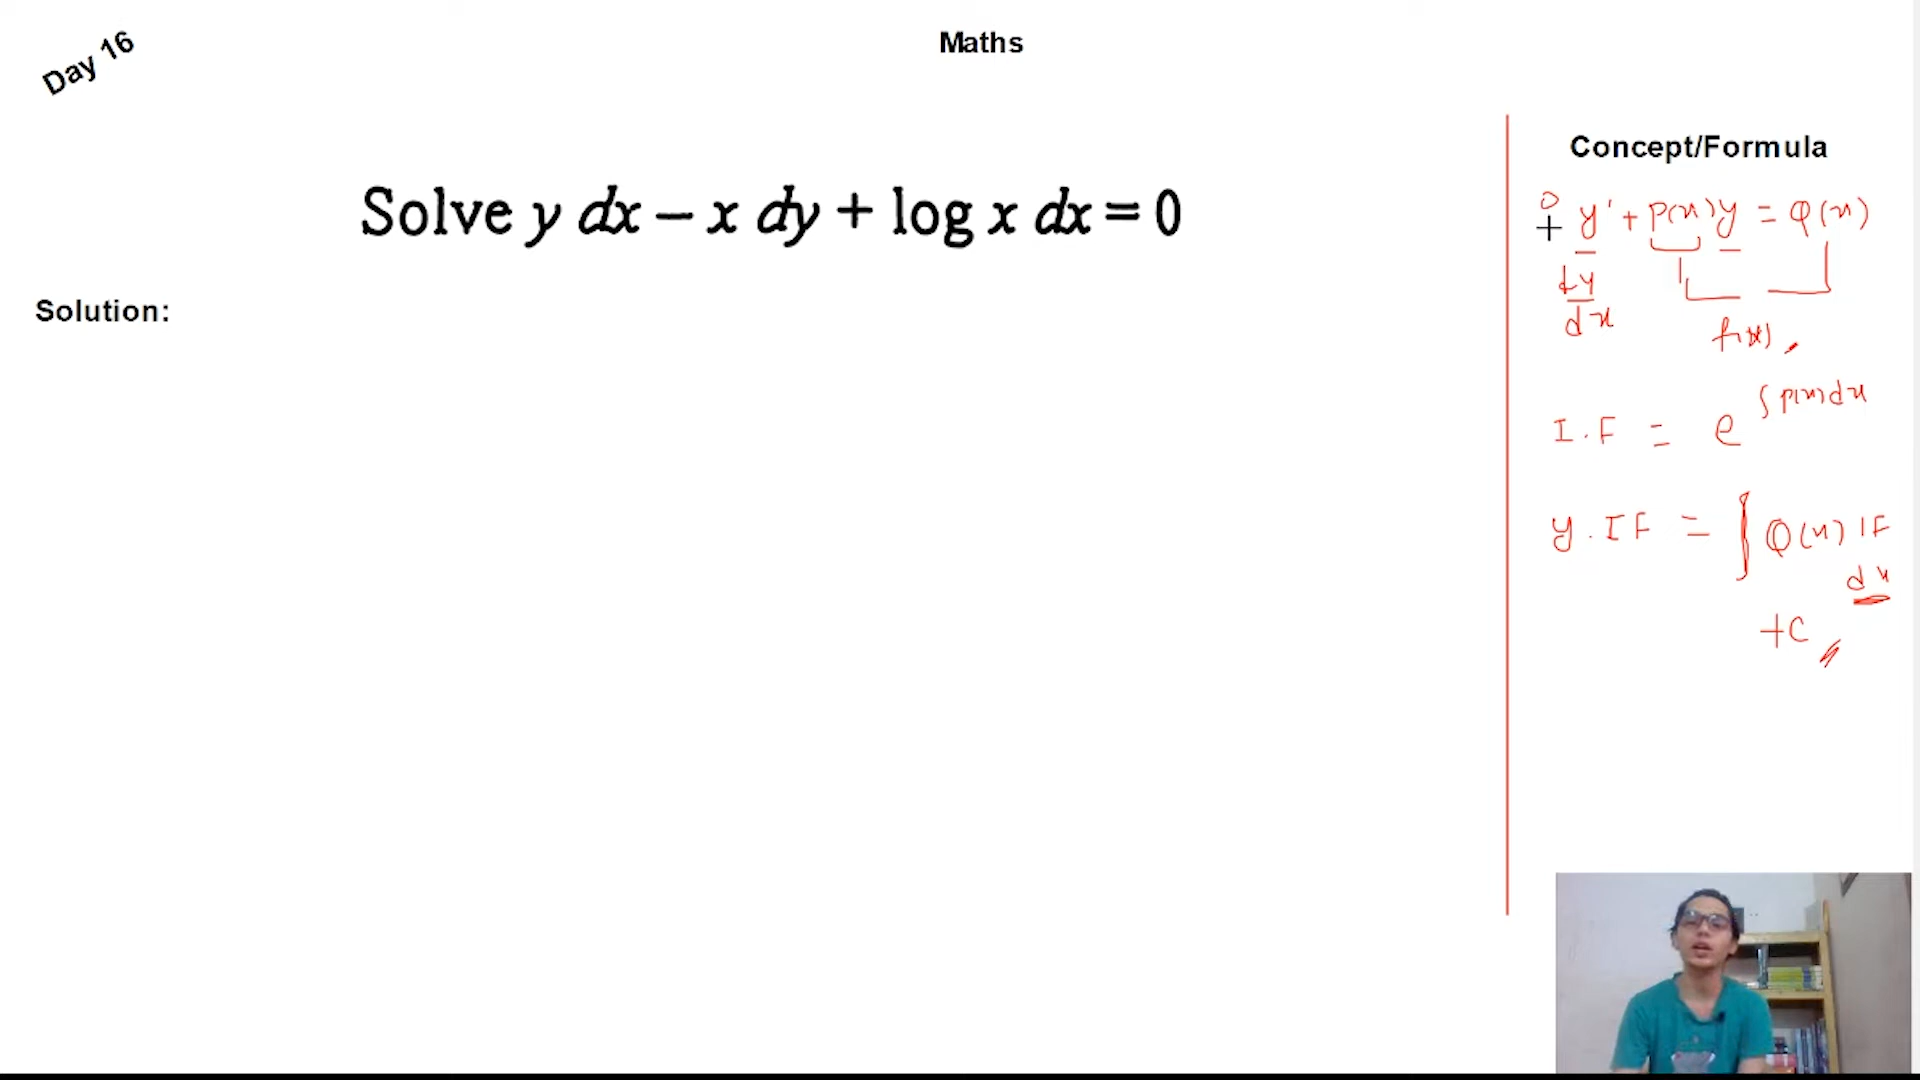 Day 16
Maths
Solve y dx – x dy + log x dx = 0
Solution:
Concept/Formula
y' + P(x) y = Q(x)
dy
dx
f(x),
I.F = e^∫P(x)dx
y . IF = ∫ Q(x) IF
dx
+C